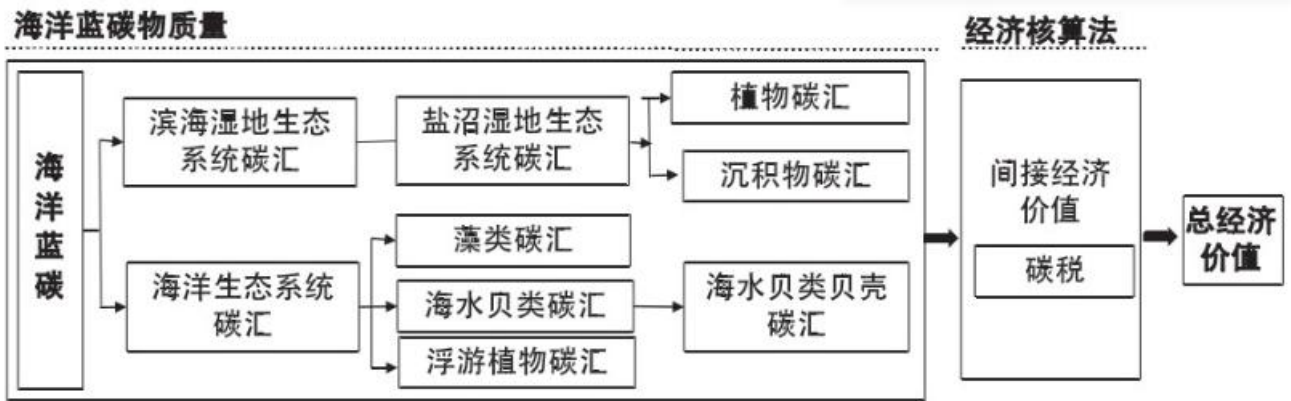 海洋蓝碳物质量
经济核算法
海
洋
蓝
碳
滨海湿地生态
系统碳汇
盐沼湿地生态
系统碳汇
植物碳汇
沉积物碳汇
海洋生态系统
碳汇
藻类碳汇
海水贝类碳汇
浮游植物碳汇
海水贝类贝壳
碳汇
间接经济
价值
碳税
总经济
价值